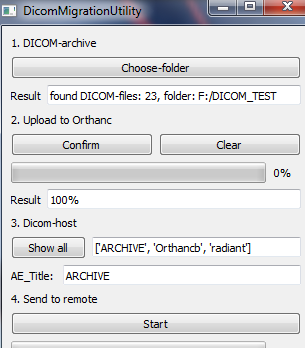 DicomMigrationUtility
1. DICOM-archive
Choose-folder
Result found DICOM-files: 23, folder: F:/DICOM_TEST
2. Upload to Orthanc
Confirm Clear
0%
Result 100%
3. Dicom-host
Show all ['ARCHIVE', 'Orthancb', 'radiant']
AE_Title: ARCHIVE
4. Send to remote
Start